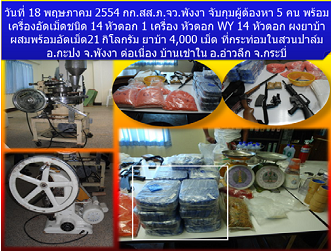 วันที่ 18 พฤษภาคม 2554 กก.สส.ภ.จว.พังงา จับกุมผู้ต้องหา 5 คน พร้อม
เครื่องอัดเม็ดชนิด 14 หัวตอก 1 เครื่อง หัวตอก WY 14 หัวตอก ผงยาบ้า
ผสมพร้อมอัดเม็ด21 กิโลกรัม ยาบ้า 4,000 เม็ด ที่กระท่อมในสวนปาล์ม
อ.กะปง จ.พังงา ต่อเนื่อง บ้านเช่าใน อ.อ่าวลึก จ.กระบี่